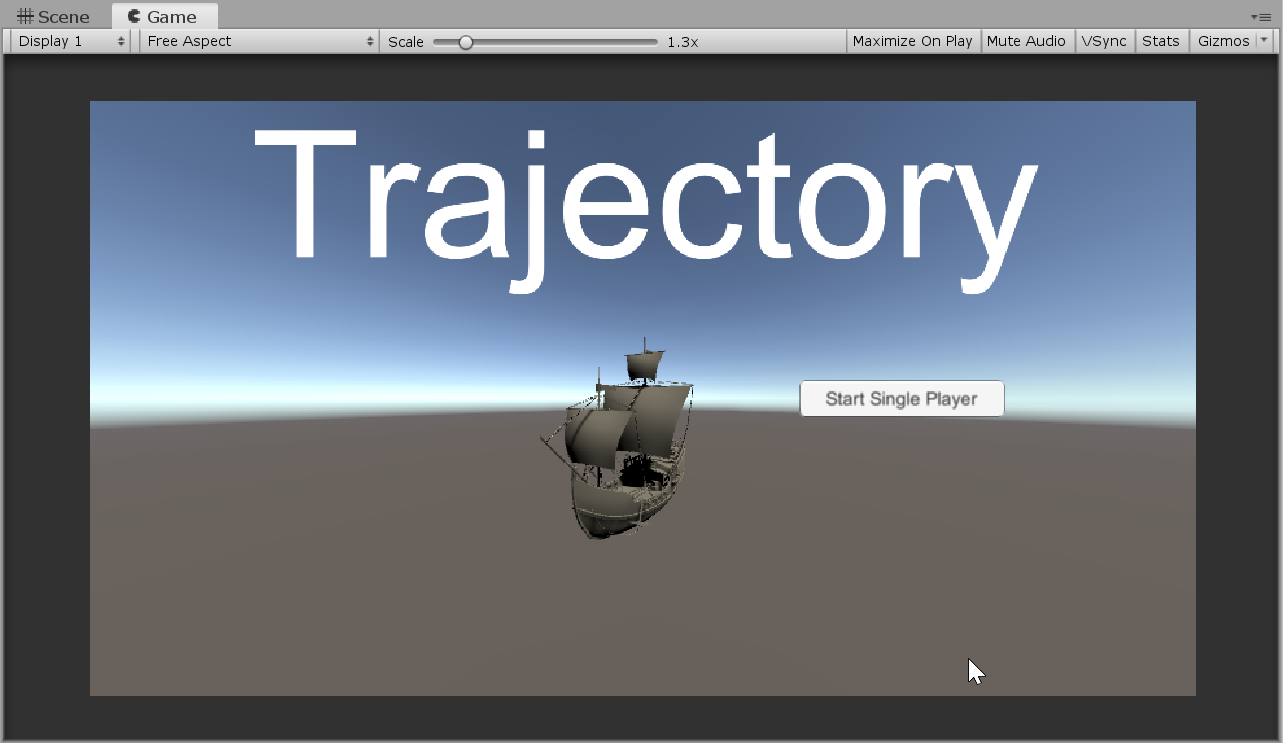 Scene Game
Display 1 Free Aspect Scale 1.3x Maximize On Play Mute Audio VSync Stats Gizmos
Trajectory
Start Single Player